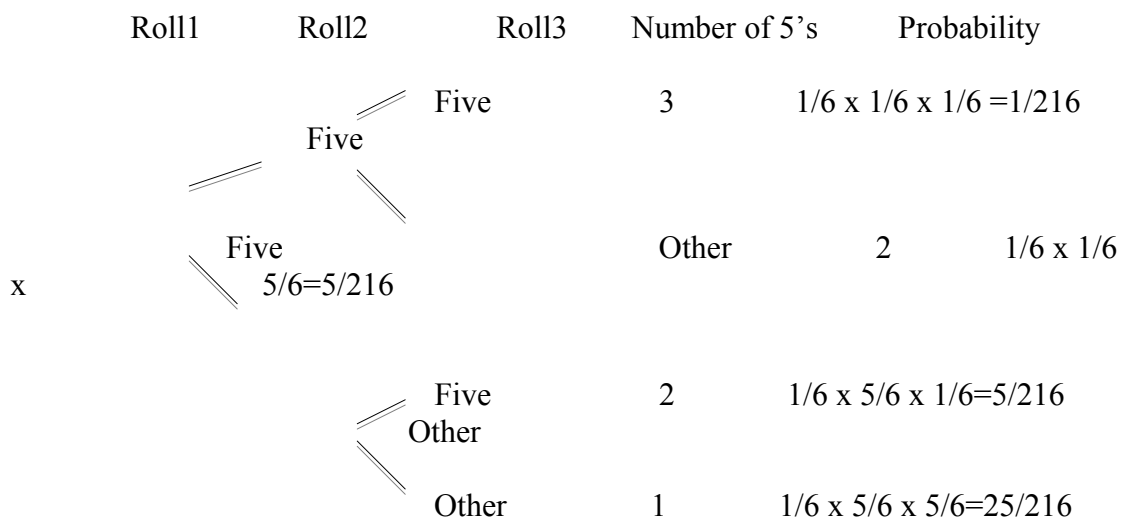 Roll1 Roll2 Roll3 Number of 5’s Probability
Five 3 1/6 x 1/6 x 1/6 =1/216
Five
Five Other 2 1/6 x 1/6
x 5/6=5/216
Five 2 1/6 x 5/6 x 1/6=5/216
Other
Other 1 1/6 x 5/6 x 5/6=25/216